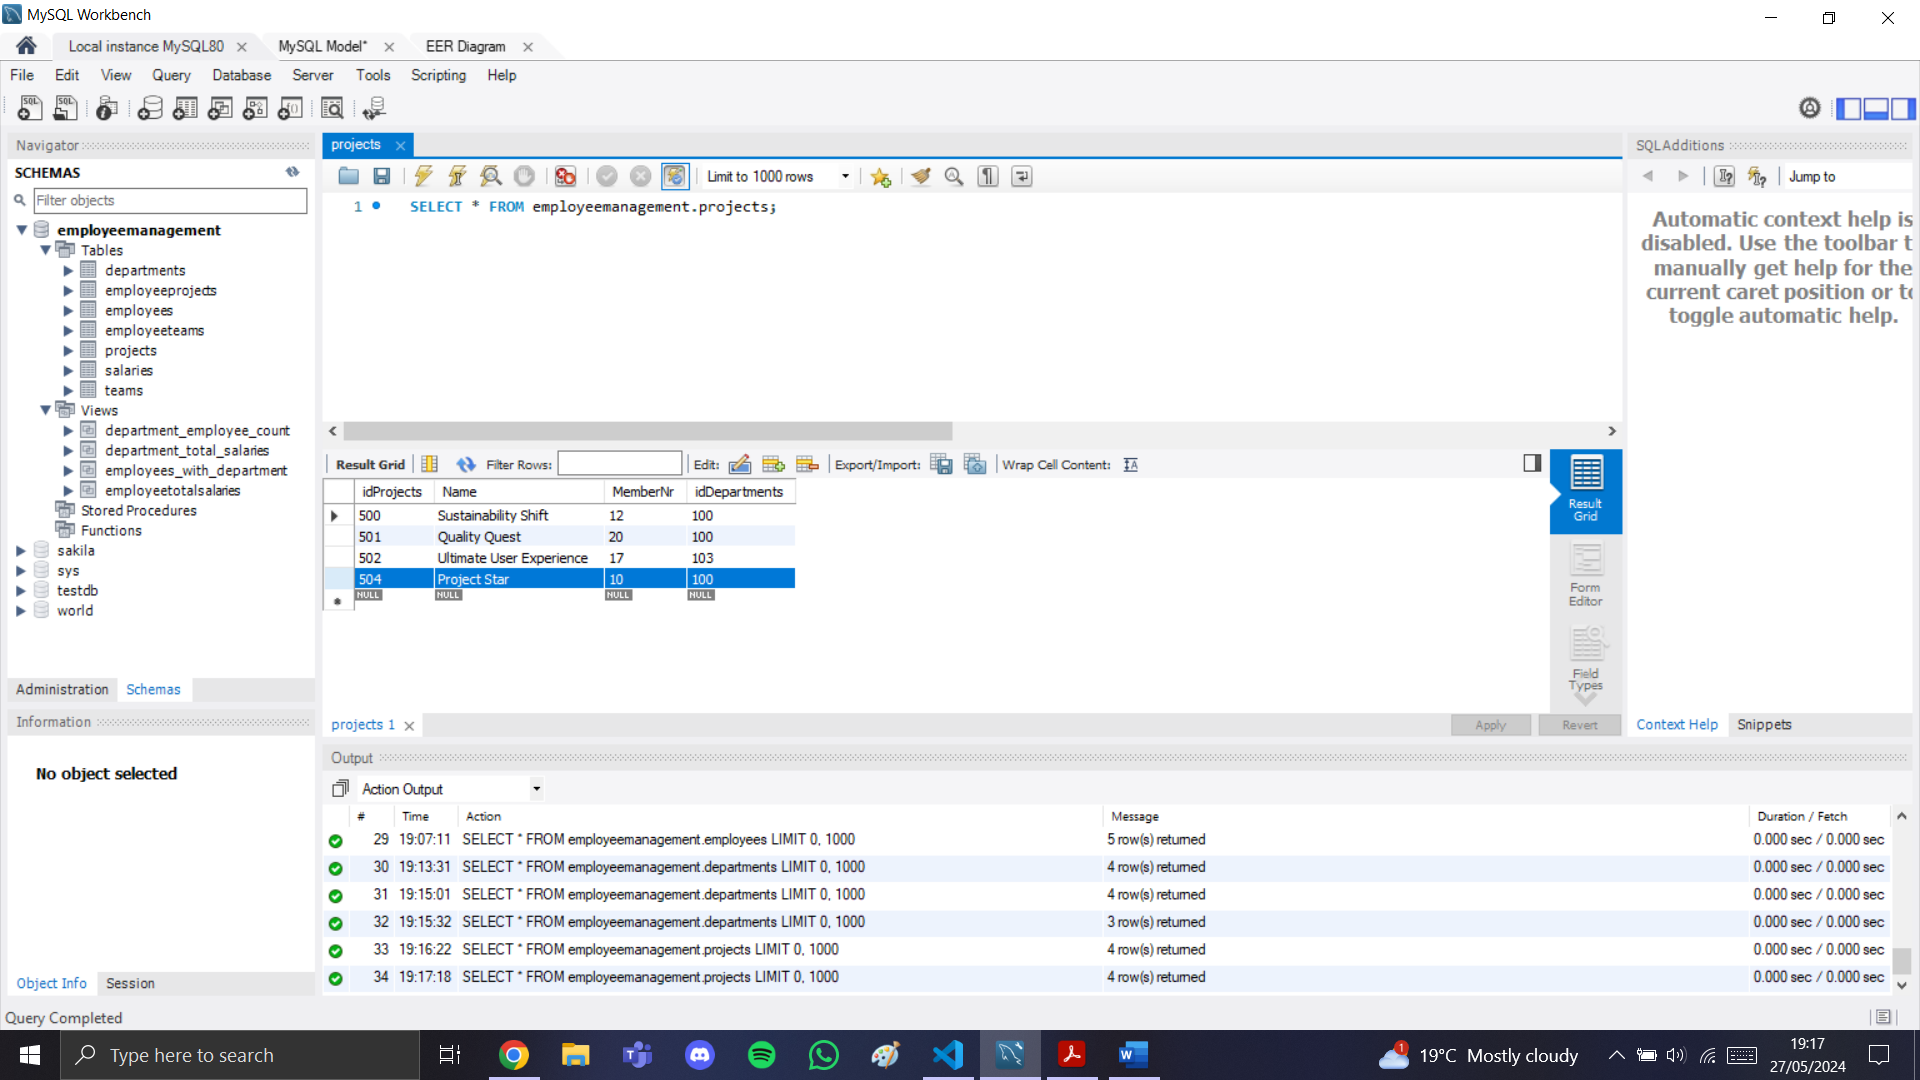 MySQL Workbench
Local instance MySQL80
MySQL Model*
EER Diagram
File Edit View Query Database Server Tools Scripting Help
Navigator
SCHEMAS
Filter objects
employeemanagement
Tables
departments
employeeprojects
employees
employeeteams
projects
salaries
teams
Views
department_employee_count
department_total_salaries
employees_with_department
employeetotalsalaries
Stored Procedures
Functions
sakila
sys
testdb
world
Administration Schemas
Information
No object selected
Object Info Session
projects
Limit to 1000 rows
1 SELECT * FROM employeemanagement.projects;
Result Grid Filter Rows: Edit: Export/Import: Wrap Cell Content:
idProjects Name MemberNr idDepartments
500 Sustainability Shift 12 100
501 Quality Quest 20 100
502 Ultimate User Experience 17 103
504 Project Star 10 100
NULL NULL NULL NULL
Result
Grid
Form
Editor
Field
Types
projects 1
Apply Revert
SQLAdditions
Jump to
Automatic context help is
disabled. Use the toolbar t
manually get help for the
current caret position or to
toggle automatic help.
Context Help Snippets
Output
Action Output
# Time Action Message Duration / Fetch
29 19:07:11 SELECT * FROM employeemanagement.employees LIMIT 0, 1000 5 row(s) returned 0.000 sec / 0.000 sec
30 19:13:31 SELECT * FROM employeemanagement.departments LIMIT 0, 1000 4 row(s) returned 0.000 sec / 0.000 sec
31 19:15:01 SELECT * FROM employeemanagement.departments LIMIT 0, 1000 4 row(s) returned 0.000 sec / 0.000 sec
32 19:15:32 SELECT * FROM employeemanagement.departments LIMIT 0, 1000 3 row(s) returned 0.000 sec / 0.000 sec
33 19:16:22 SELECT * FROM employeemanagement.projects LIMIT 0, 1000 4 row(s) returned 0.000 sec / 0.000 sec
34 19:17:18 SELECT * FROM employeemanagement.projects LIMIT 0, 1000 4 row(s) returned 0.000 sec / 0.000 sec
Query Completed
Type here to search
1
19°C Mostly cloudy
19:17
27/05/2024